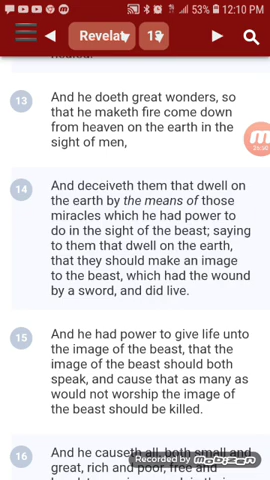 53% 12:10 PM
Revelat 13
healed.
13 And he doeth great wonders, so
that he maketh fire come down
from heaven on the earth in the
sight of men,
14 And deceiveth them that dwell on
the earth by the means of those
miracles which he had power to
do in the sight of the beast; saying
to them that dwell on the earth,
that they should make an image
to the beast, which had the wound
by a sword, and did live.
15 And he had power to give life unto
the image of the beast, that the
image of the beast should both
speak, and cause that as many as
would not worship the image of
the beast should be killed.
16 And he causeth all, both small and
great, rich and poor, free and
Recorded by MOBIZEN